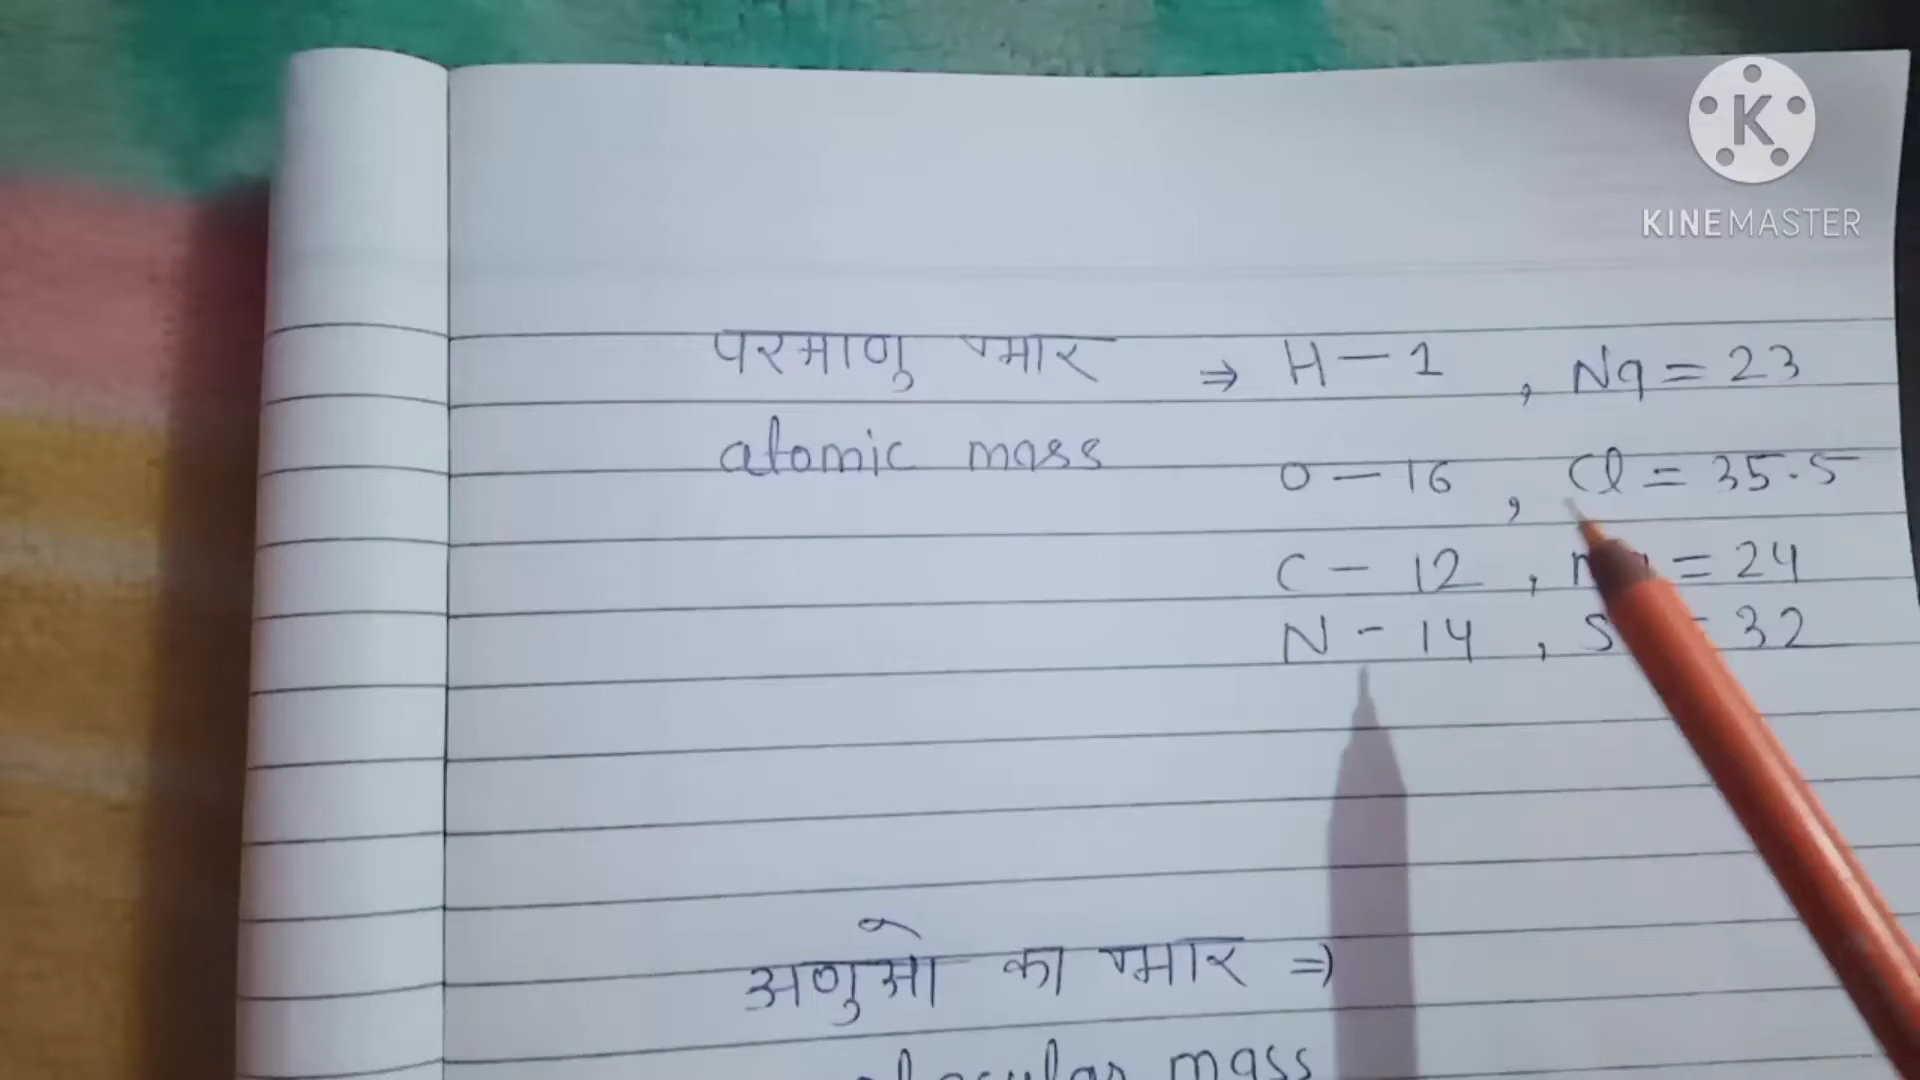 K
KINEMASTER
परमाणु भार ⇒ H – 1 , Na = 23
atomic mass O – 16 , Cl = 35.5
C – 12 , = 24
N – 14 , S = 32
अणुओं का भार ⇒
mass